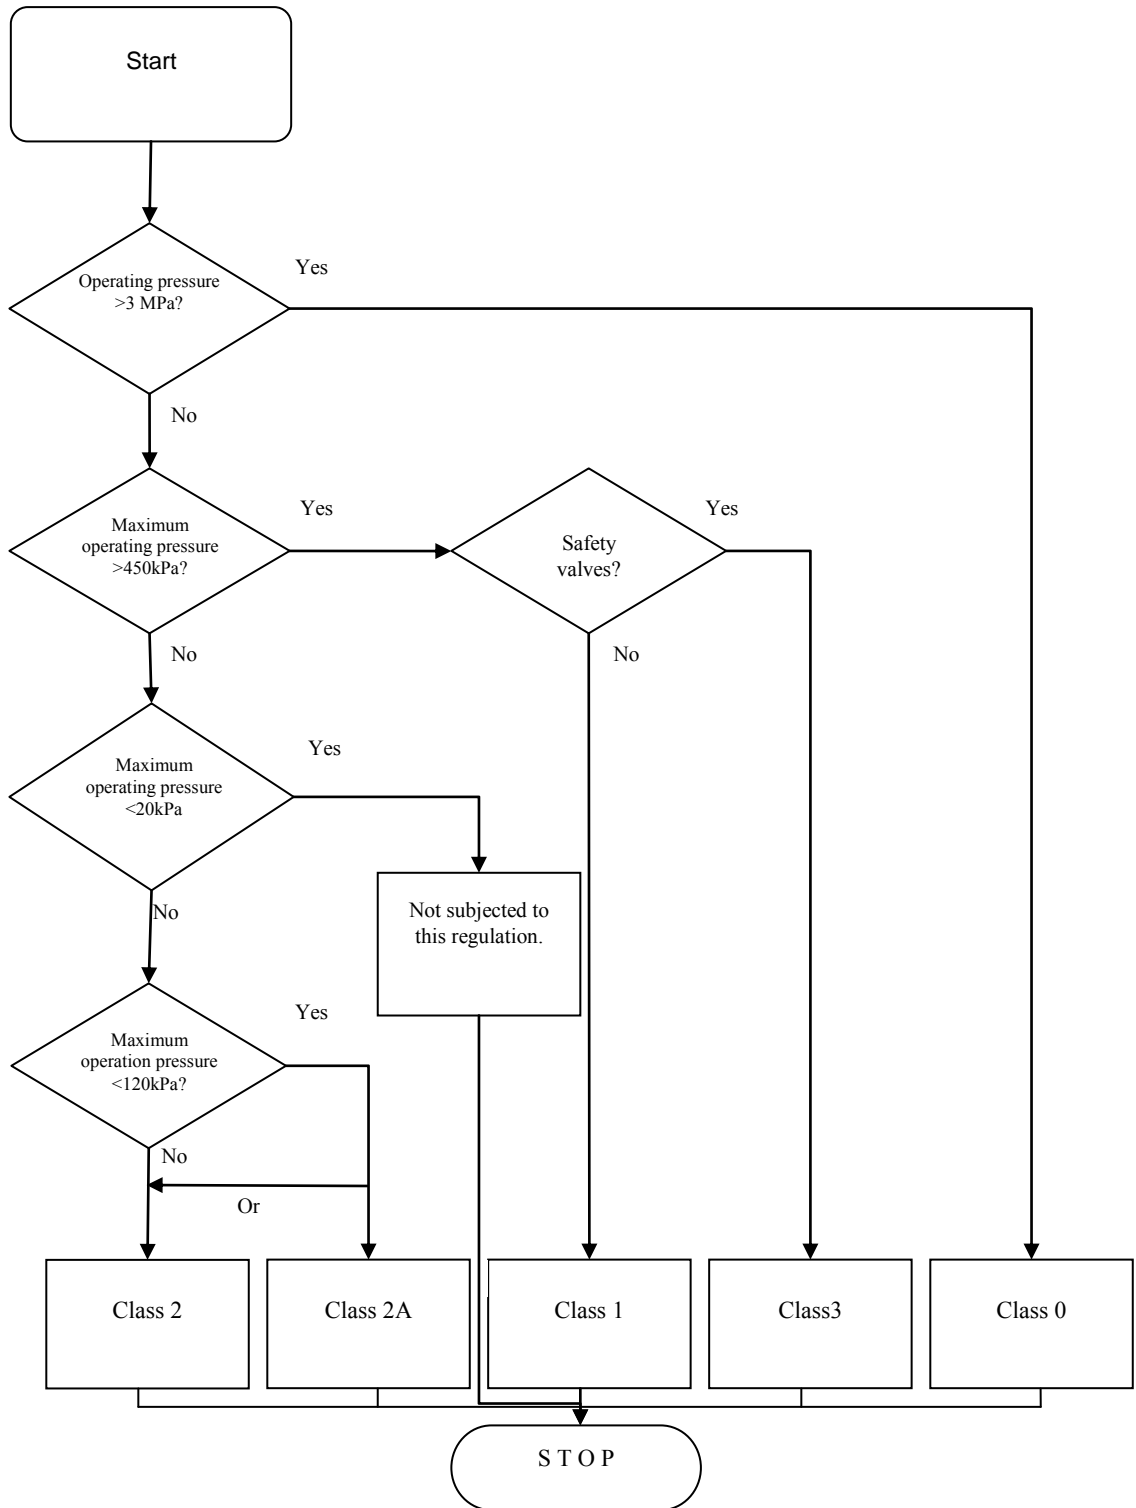 Start
Operating pressure
>3 MPa?
Yes
No
Maximum
operating pressure
>450kPa?
Yes
Safety
valves?
Yes
No
No
Maximum
operating pressure
<20kPa
Yes
Not subjected to
this regulation.
No
Maximum
operation pressure
<120kPa?
Yes
No
Or
Class 2
Class 2A
Class 1
Class3
Class 0
S T O P